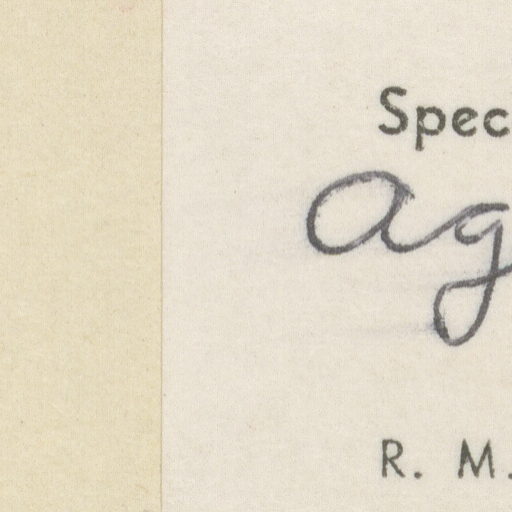 Spec
ag
R. M.